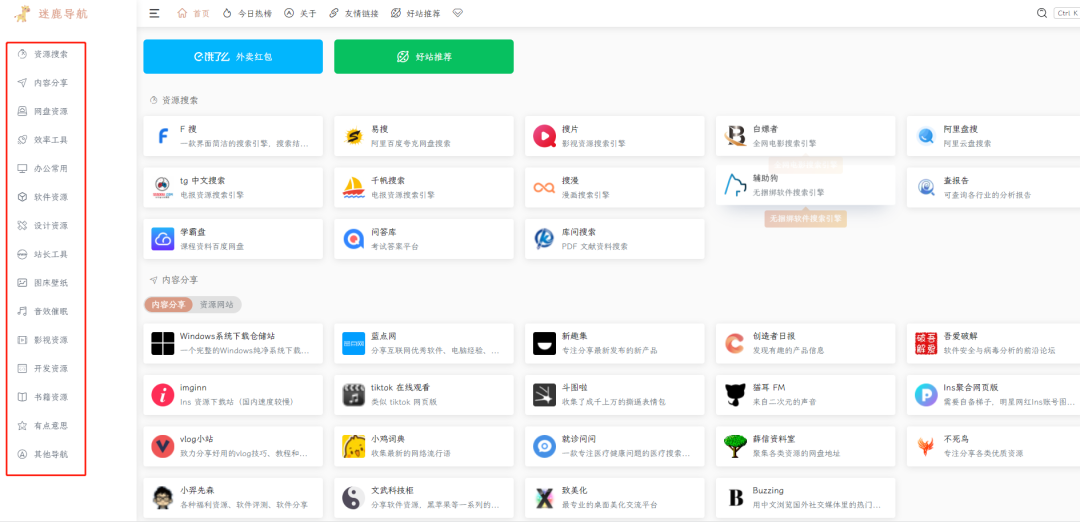 迷鹿导航
首页
今日热榜
关于
友情链接
好站推荐
Ctrl K
资源搜索
内容分享
网盘资源
效率工具
办公常用
软件资源
设计资源
站长工具
图床壁纸
音效催眠
影视资源
开发资源
书籍资源
有点意思
其他导航
饿了么 外卖红包
好站推荐
资源搜索
F 搜
一款界面简洁的搜索引擎，搜索结...
易搜
阿里百度夸克网盘搜索
搜片
影视资源搜索引擎
白嫖者
全网电影搜索引擎
阿里盘搜
阿里云盘搜索
tg 中文搜索
电报资源搜索引擎
千帆搜索
电报资源搜索引擎
搜漫
漫画搜索引擎
辅助狗
无捆绑软件搜索引擎
查报告
可查询各行业的分析报告
无捆绑软件搜索引擎
学霸盘
课程资料百度网盘
问答库
考试答案平台
库问搜索
PDF 文献资料搜索
内容分享
内容分享
资源网站
Windows系统下载仓储站
一个完整的Windows纯净系统下载...
蓝点网
分享互联网优秀软件、电脑经验、...
新趣集
专注分享最新发布的新产品
创造者日报
发现有趣的产品信息
吾爱破解
软件安全与病毒分析的前沿论坛
imginn
Ins 资源下载站（国内速度较慢）
tiktok 在线观看
类似 tiktok 网页版
斗图啦
收集了成千上万的撕逼表情包
猫耳 FM
来自二次元的声音
Ins聚合网页版
需要自备梯子，明星网红Ins账号图...
vlog小站
致力分享好用的vlog技巧、教程和...
小鸡词典
收集最新的网络流行语
就诊问问
一款专注医疗健康问题的医疗搜索...
薛信资料室
聚集各类资源的网盘地址
不死鸟
专注分享各类优质资源
小羿先森
各种福利资源、软件评测、软件分享
文武科技柜
分享软件资源，黑苹果等一系列的...
致美化
最专业的桌面美化交流平台
Buzzing
用中文浏览国外社交媒体里的热门...